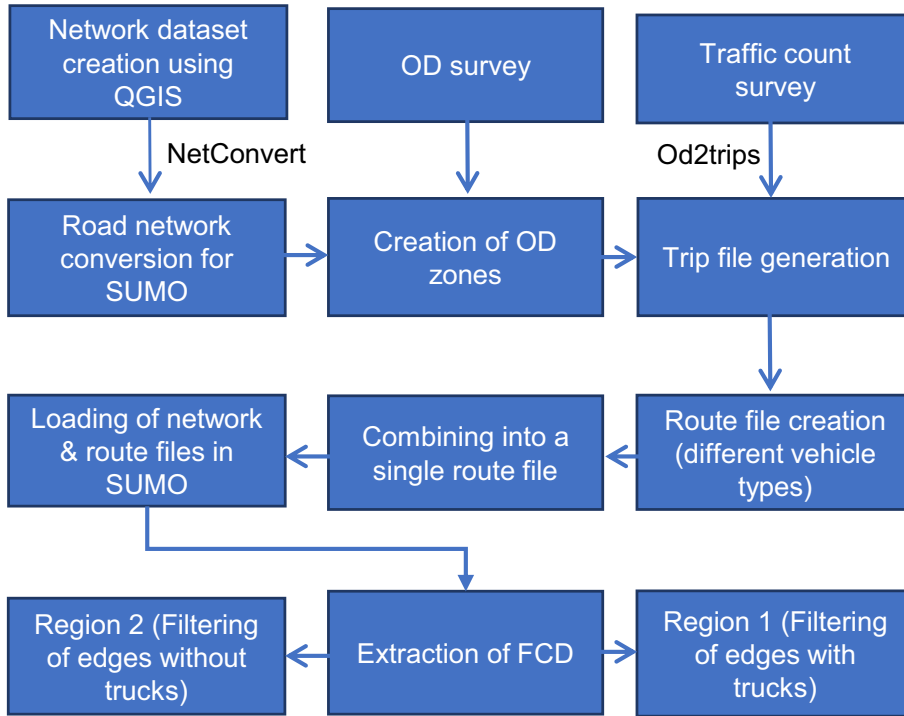 Network dataset
creation using
QGIS
OD survey
Traffic count
survey
NetConvert
Od2trips
Road network
conversion for
SUMO
Creation of OD
zones
Trip file generation
Loading of network
& route files in
SUMO
Combining into a
single route file
Route file creation
(different vehicle
types)
Region 2 (Filtering
of edges without
trucks)
Extraction of FCD
Region 1 (Filtering
of edges with
trucks)